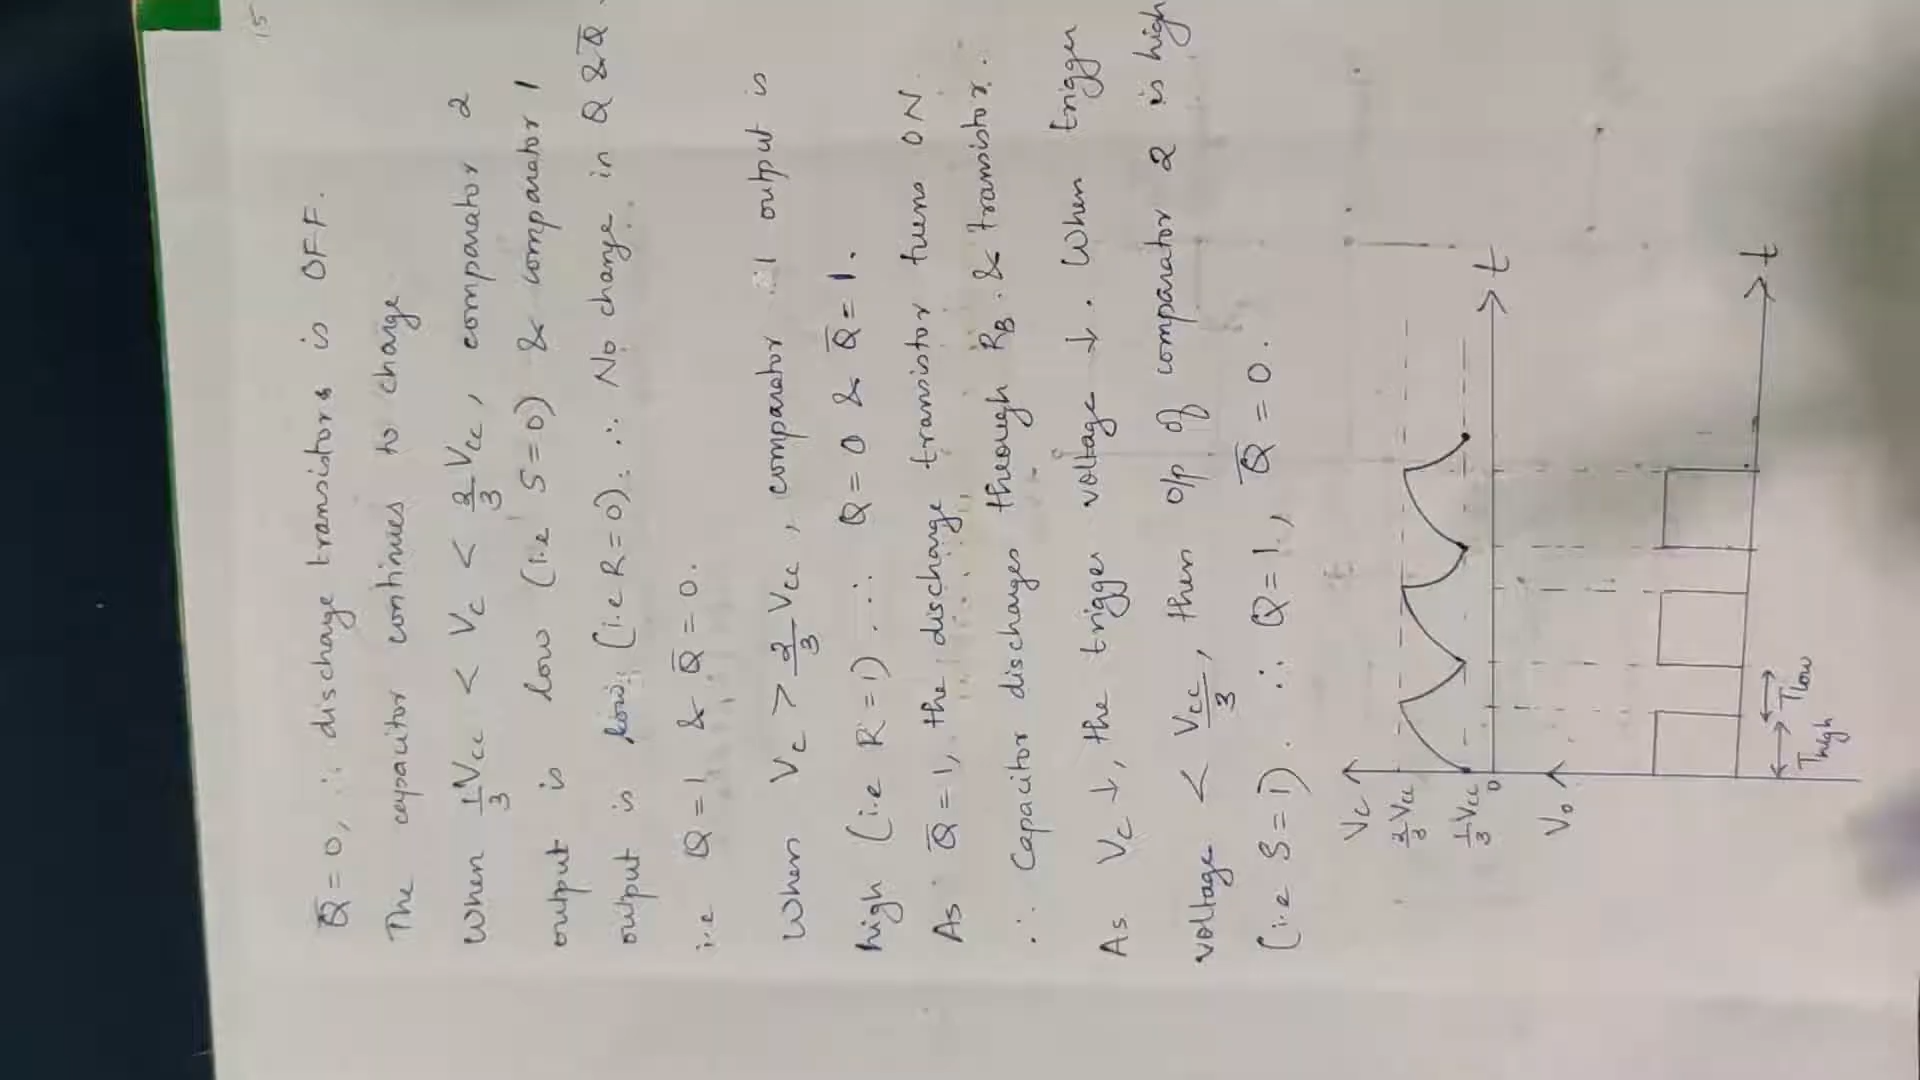 15
Q̅ = 0, ∴ discharge transistors is OFF.
The capacitor continues to charge
When 1/3 Vcc < Vc < 2/3 Vcc, comparator 2
output is low (i.e S=0) & comparator 1
output is low (i.e R=0). ∴ No change in Q & Q̅.
i.e Q = 1 & Q̅ = 0.
When Vc > 2/3 Vcc, comparator 1 output is
high (i.e R=1) ∴ Q = 0 & Q̅ = 1.
As Q̅ = 1, the discharge transistor turns ON.
∴ Capacitor discharges through RB & transistor.
As Vc ↓, the trigger voltage ↓. When trigger
voltage < Vcc/3, then o/p of comparator 2 is high
(i.e S=1). ∴ Q = 1, Q̅ = 0.
Vc
2/3 Vcc
1/3 Vcc
0
t
Vo
t
Thigh Tlow